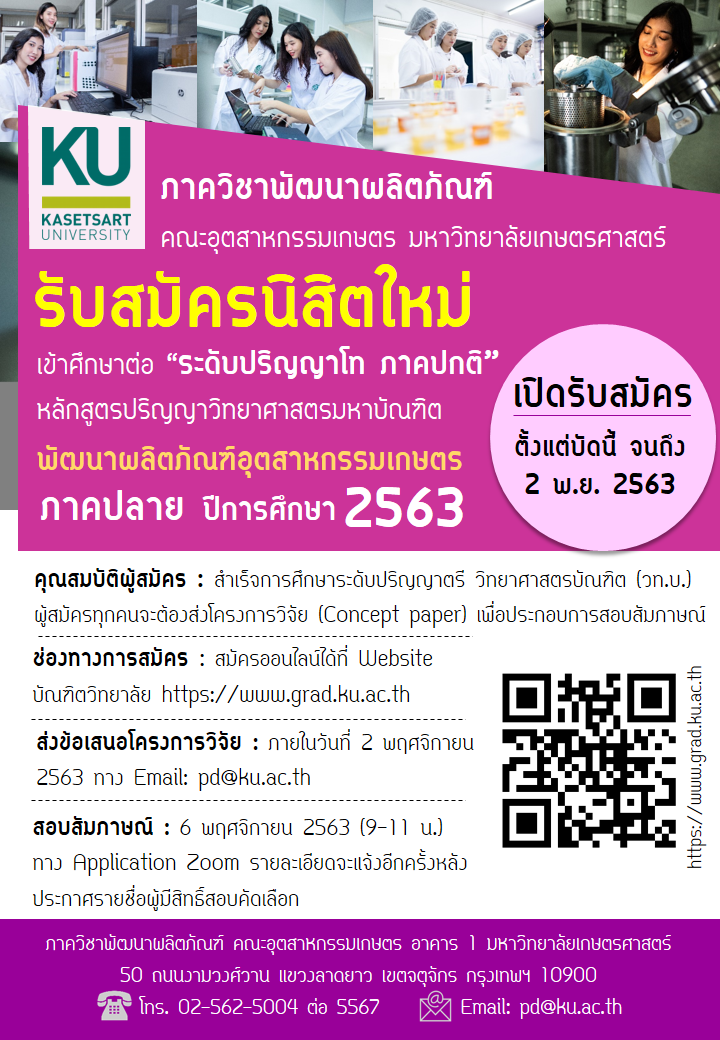 KU
KASETSART
UNIVERSITY
ภาควิชาพัฒนาผลิตภัณฑ์
คณะอุตสาหกรรมเกษตร มหาวิทยาลัยเกษตรศาสตร์
รับสมัครนิสิตใหม่
เข้าศึกษาต่อ “ระดับปริญญาโท ภาคปกติ”
หลักสูตรปริญญาวิทยาศาสตรมหาบัณฑิต
พัฒนาผลิตภัณฑ์อุตสาหกรรมเกษตร
ภาคปลาย ปีการศึกษา 2563
เปิดรับสมัคร
ตั้งแต่บัดนี้ จนถึง
2 พ.ย. 2563
คุณสมบัติผู้สมัคร : สำเร็จการศึกษาระดับปริญญาตรี วิทยาศาสตรบัณฑิต (วท.บ.)
ผู้สมัครทุกคนจะต้องส่งโครงการวิจัย (Concept paper) เพื่อประกอบการสอบสัมภาษณ์
ช่องทางการสมัคร : สมัครออนไลน์ได้ที่ Website
บัณฑิตวิทยาลัย https://www.grad.ku.ac.th
ส่งข้อเสนอโครงการวิจัย : ภายในวันที่ 2 พฤศจิกายน
2563 ทาง Email: pd@ku.ac.th
สอบสัมภาษณ์ : 6 พฤศจิกายน 2563 (9-11 น.)
ทาง Application Zoom รายละเอียดจะแจ้งอีกครั้งหลัง
ประกาศรายชื่อผู้มีสิทธิ์สอบคัดเลือก
https://www.grad.ku.ac.th
ภาควิชาพัฒนาผลิตภัณฑ์ คณะอุตสาหกรรมเกษตร อาคาร 1 มหาวิทยาลัยเกษตรศาสตร์
50 ถนนงามวงศ์วาน แขวงลาดยาว เขตจตุจักร กรุงเทพฯ 10900
โทร. 02-562-5004 ต่อ 5567 Email: pd@ku.ac.th